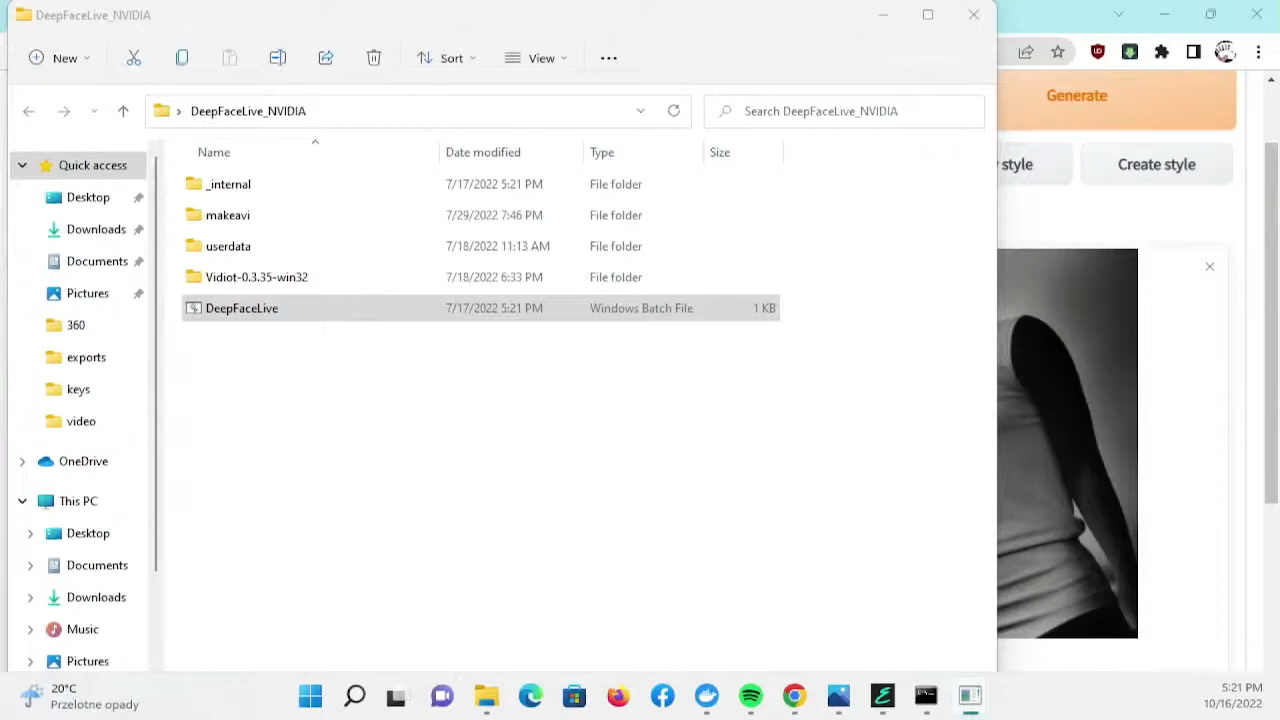 DeepFaceLive_NVIDIA
New
Sort
View
DeepFaceLive_NVIDIA
Search DeepFaceLive_NVIDIA
Generate
style
Create style
Name
Date modified
Type
Size
_internal 7/17/2022 5:21 PM File folder
makeavi 7/29/2022 7:46 PM File folder
userdata 7/18/2022 11:13 AM File folder
Vidiot-0.3.35-win32 7/18/2022 6:33 PM File folder
DeepFaceLive 7/17/2022 5:21 PM Windows Batch File 1 KB
Quick access
Desktop
Downloads
Documents
Pictures
360
exports
keys
video
OneDrive
This PC
Desktop
Documents
Downloads
Music
Pictures
20°C
Przelotne opady
5:21 PM
10/16/2022